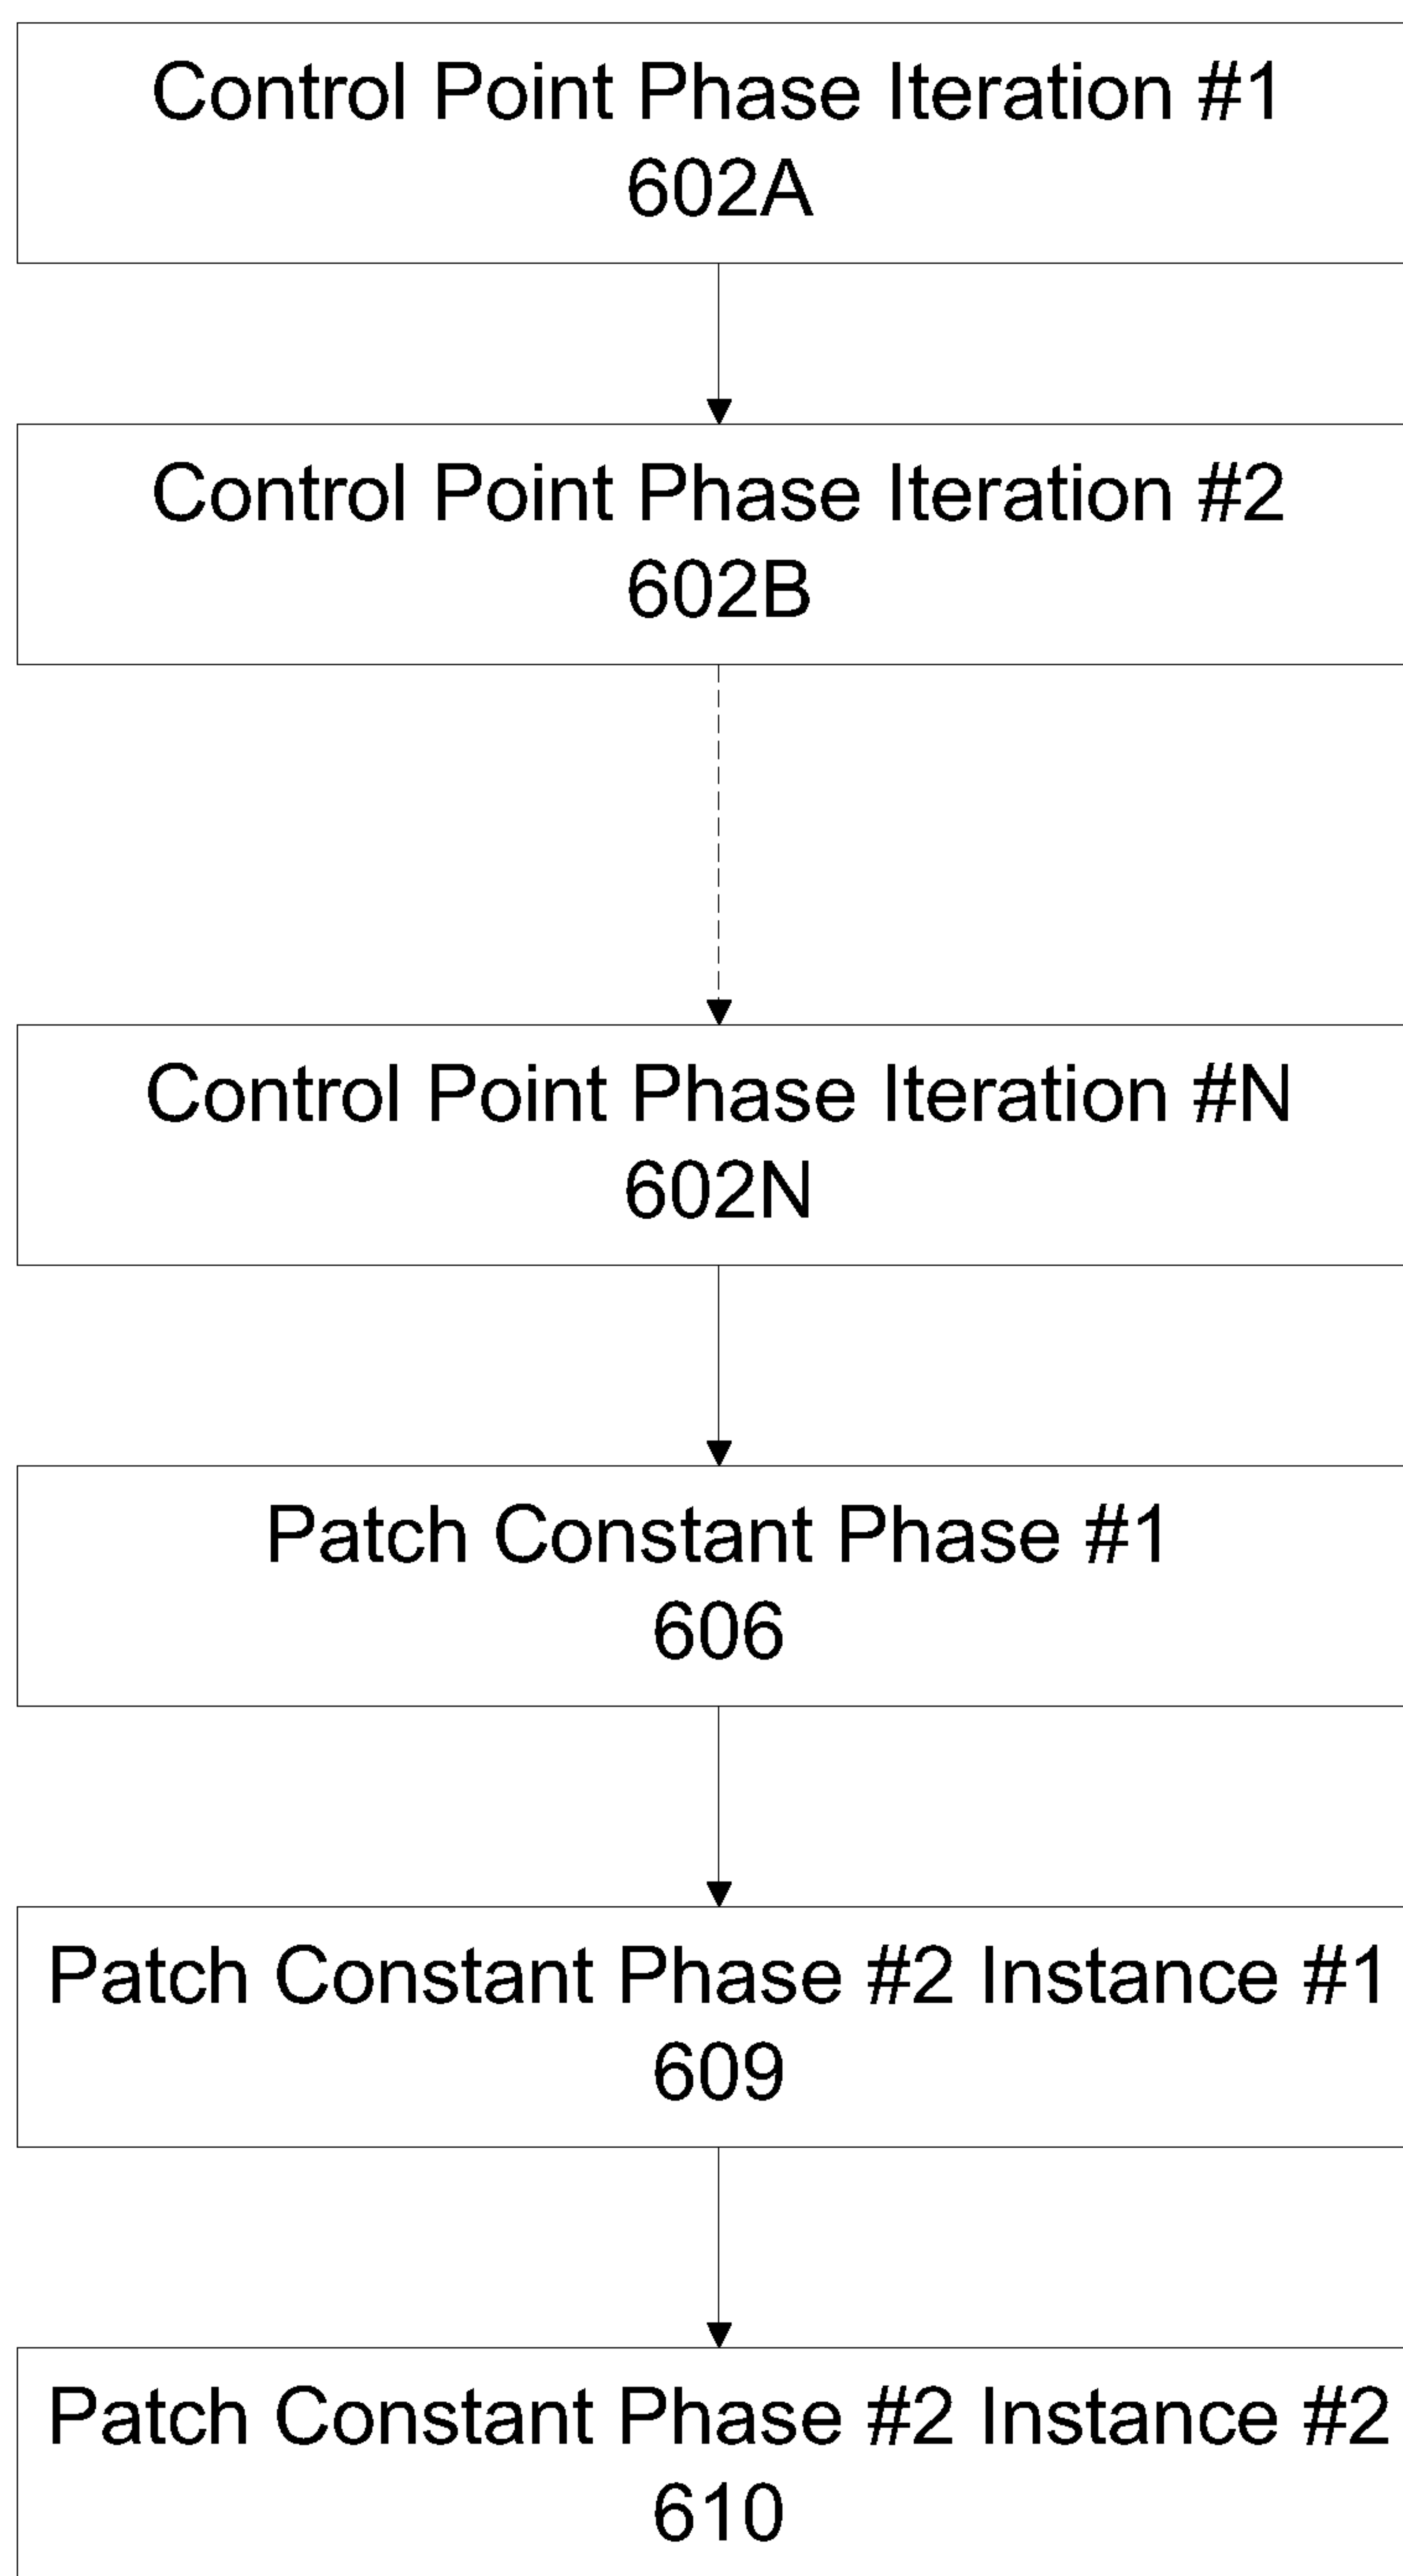 Control Point Phase Iteration #1
602A
Control Point Phase Iteration #2
602B
Control Point Phase Iteration #N
602N
Patch Constant Phase #1
606
Patch Constant Phase #2 Instance #1
609
Patch Constant Phase #2 Instance #2
610